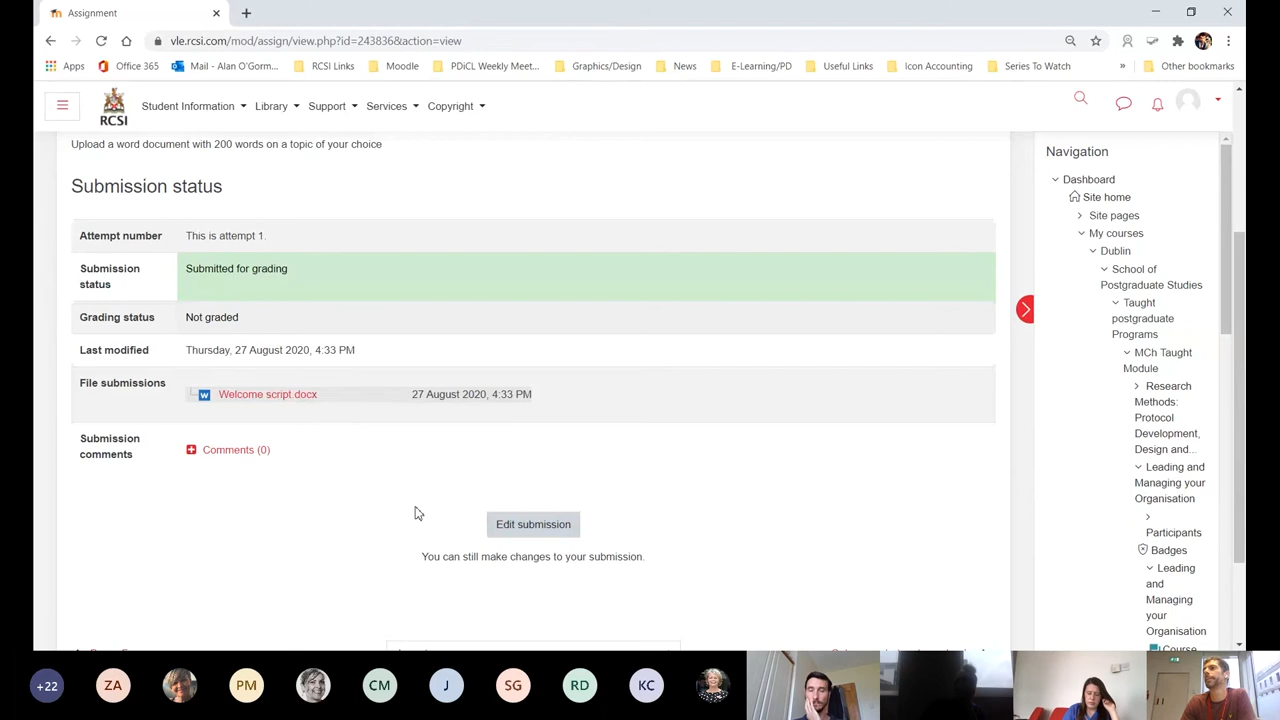 Assignment
vle.rcsi.com/mod/assign/view.php?id=243836&action=view
Apps Office 365 Mail - Alan O'Gorm... RCSI Links Moodle PDiCL Weekly Meet... Graphics/Design News E-Learning/PD Useful Links Icon Accounting Series To Watch » Other bookmarks
RCSI
Student Information Library Support Services Copyright
Upload a word document with 200 words on a topic of your choice
Submission status
Attempt number This is attempt 1.
Submission status Submitted for grading
Grading status Not graded
Last modified Thursday, 27 August 2020, 4:33 PM
File submissions Welcome script.docx 27 August 2020, 4:33 PM
Submission comments Comments (0)
Edit submission
You can still make changes to your submission.
Navigation
Dashboard
Site home
Site pages
My courses
Dublin
School of
Postgraduate Studies
Taught
postgraduate
Programs
MCh Taught
Module
Research
Methods:
Protocol
Development,
Design and...
Leading and
Managing your
Organisation
Participants
Badges
Leading
and
Managing
your
Organisation
Course
+22 ZA PM CM J SG RD KC